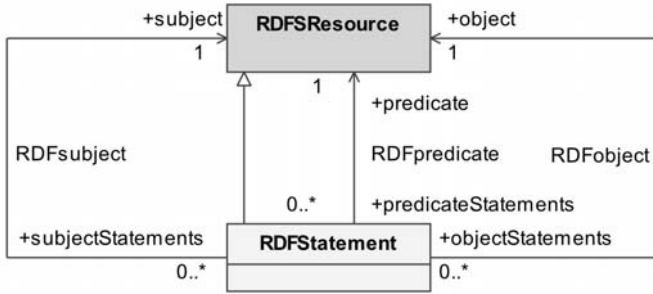 +subject
RDFSResource
+object
1
1
1
+predicate
RDFsubject
RDFpredicate
RDFobject
0..*
+predicateStatements
+subjectStatements
RDFStatement
+objectStatements
0..*
0..*